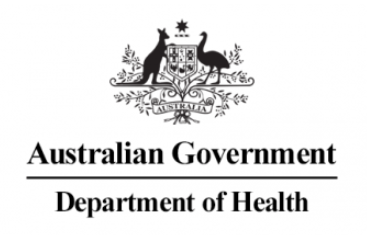 AUSTRALIA
Australian Government
Department of Health